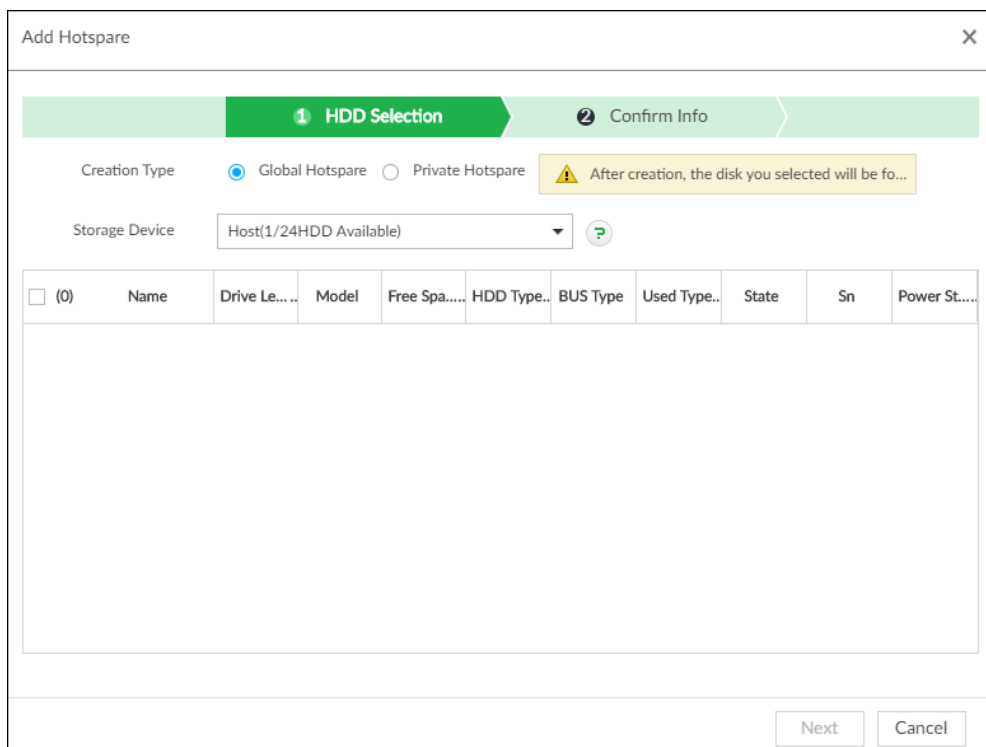 Add Hotspare
1 HDD Selection 2 Confirm Info
Creation Type Global Hotspare Private Hotspare After creation, the disk you selected will be fo...
Storage Device Host(1/24HDD Available) ?
(0) Name Drive Le... .. Model Free Spa..... HDD Type.. BUS Type Used Type.. State Sn Power St.....
Next Cancel